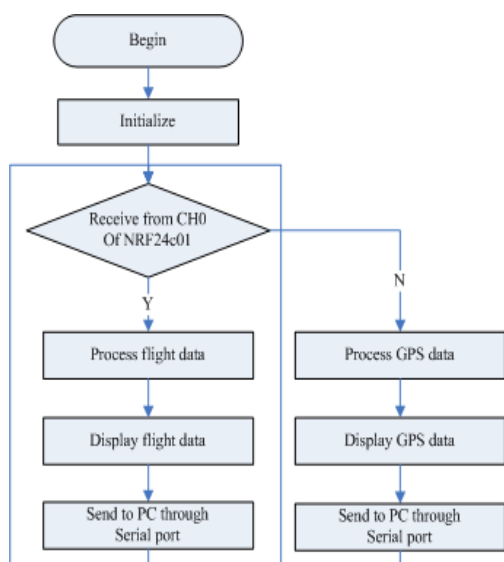 Begin
Initialize
Receive from CH0
Of NRF24c01
Y
N
Process flight data
Process GPS data
Display flight data
Display GPS data
Send to PC through
Serial port
Send to PC through
Serial port